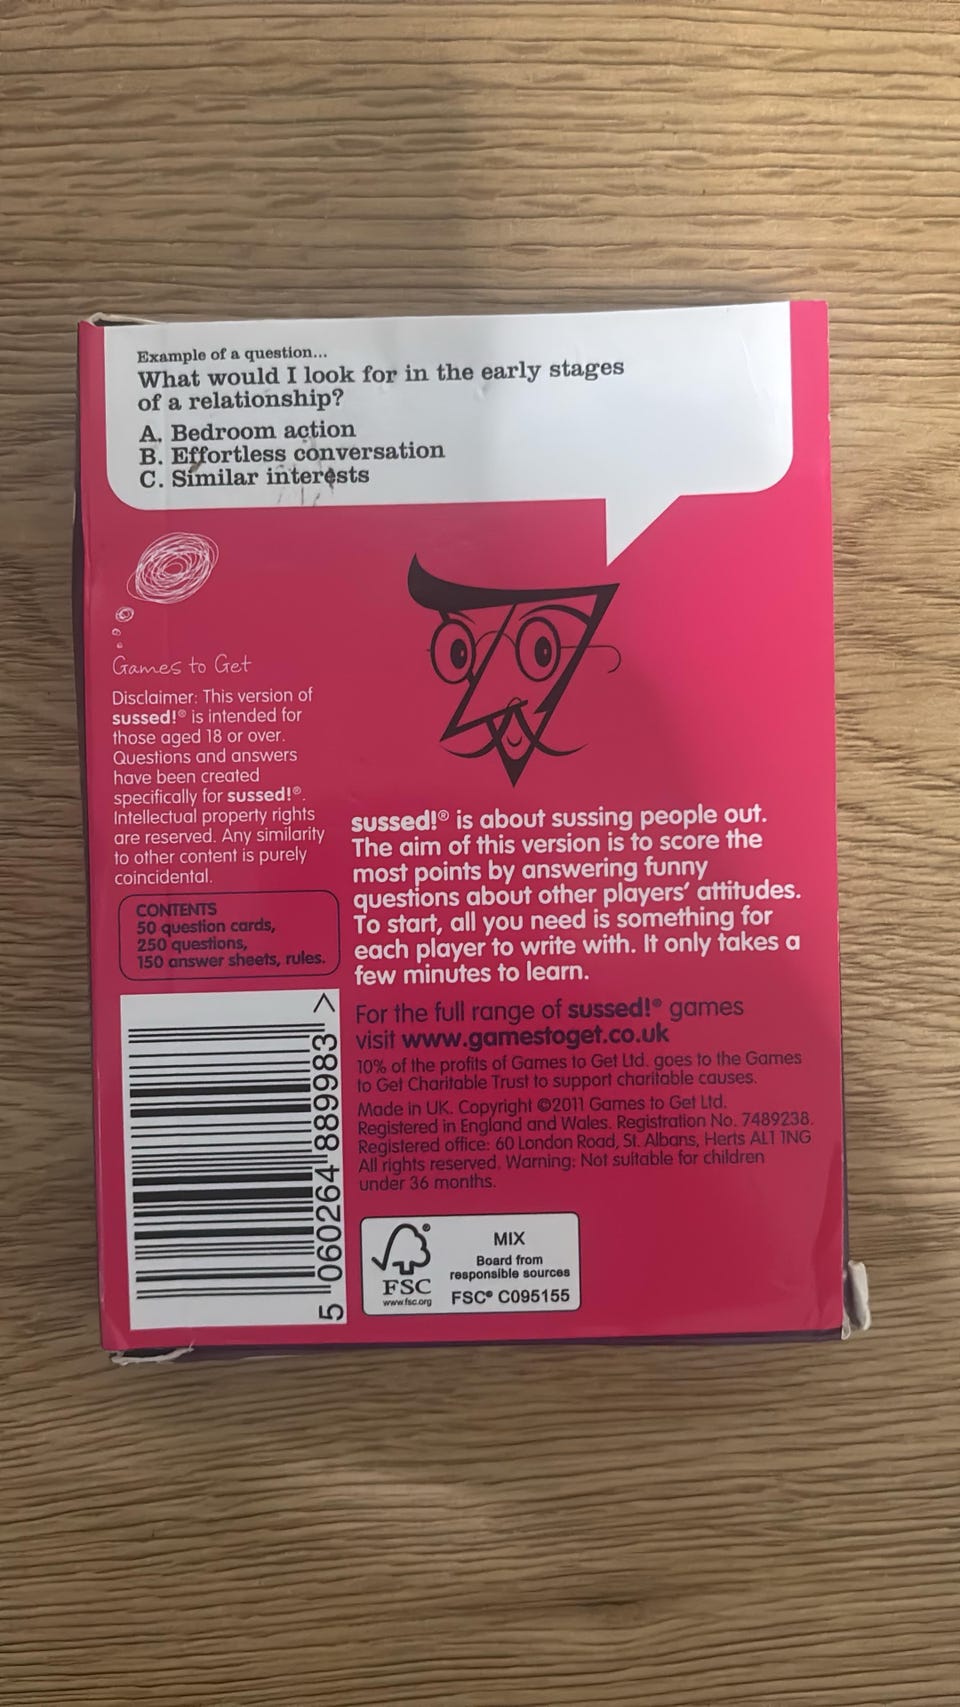 Example of a question...
What would I look for in the early stages
of a relationship?
A. Bedroom action
B. Effortless conversation
C. Similar interests
Games to Get
Disclaimer: This version of
sussed!® is intended for
those aged 18 or over.
Questions and answers
have been created
specifically for sussed!®.
Intellectual property rights
are reserved. Any similarity
to other content is purely
coincidental.
CONTENTS
50 question cards,
250 questions,
150 answer sheets, rules.
5 060264 889983 >
sussed!® is about sussing people out.
The aim of this version is to score the
most points by answering funny
questions about other players' attitudes.
To start, all you need is something for
each player to write with. It only takes a
few minutes to learn.
For the full range of sussed!® games
visit www.gamestoget.co.uk
10% of the profits of Games to Get Ltd. goes to the Games
to Get Charitable Trust to support charitable causes.
Made in UK. Copyright ©2011 Games to Get Ltd.
Registered in England and Wales. Registration No. 7489238.
Registered office: 60 London Road, St. Albans, Herts AL1 1NG
All rights reserved. Warning: Not suitable for children
under 36 months.
FSC
www.fsc.org
MIX
Board from
responsible sources
FSC® C095155